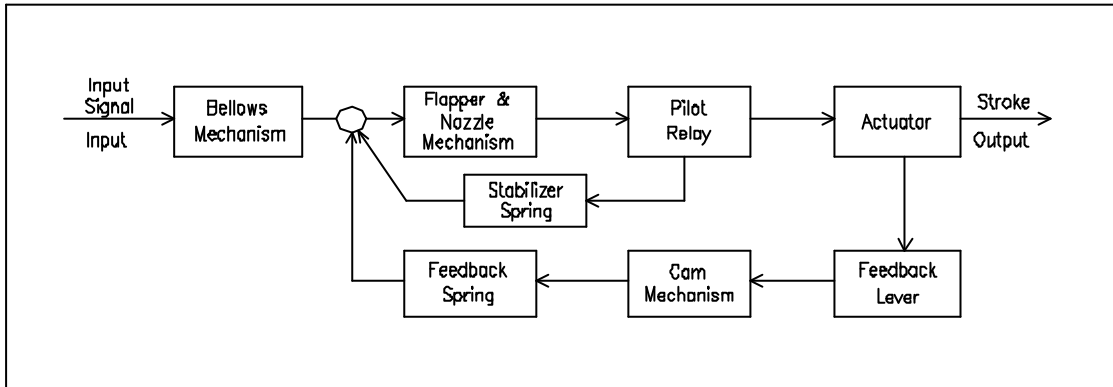 Input
Signal
Input
Bellows
Mechanism
Flapper &
Nozzle
Mechanism
Pilot
Relay
Actuator
Stroke
Output
Stabilizer
Spring
Feedback
Spring
Cam
Mechanism
Feedback
Lever